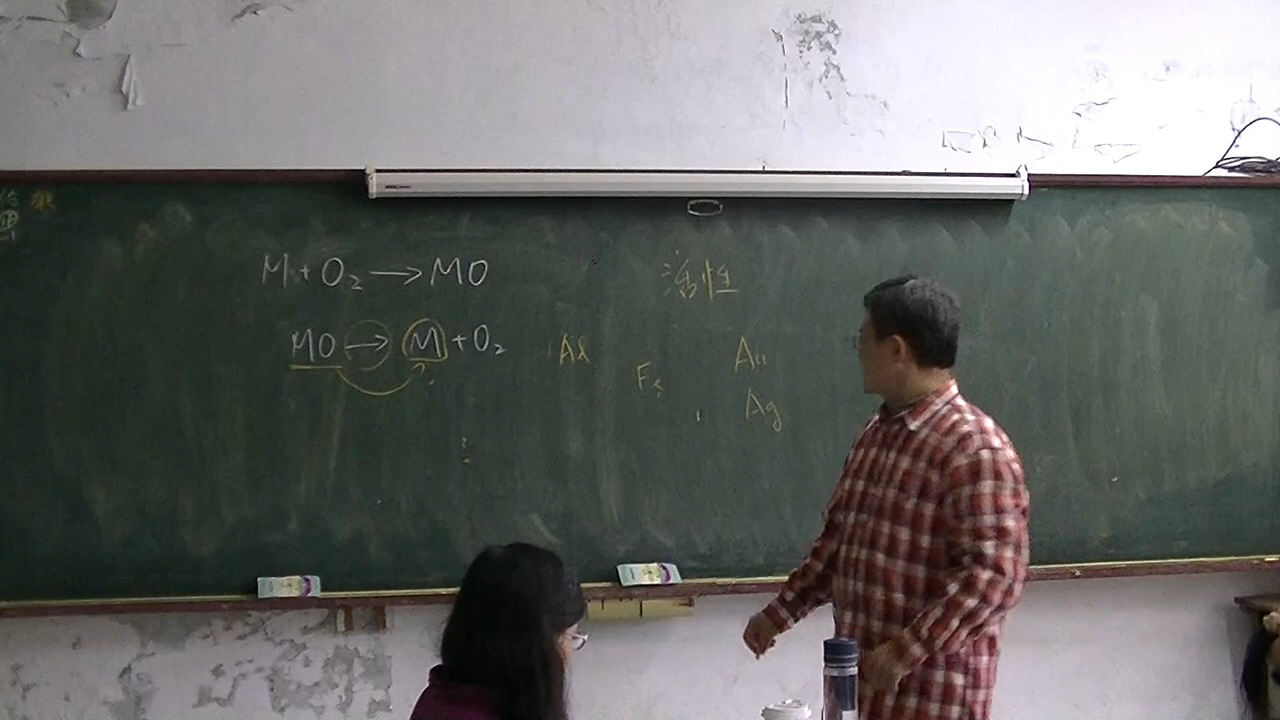 M + O₂ → MO
活性
MO → M + O₂
Al
Fe
Au
Ag